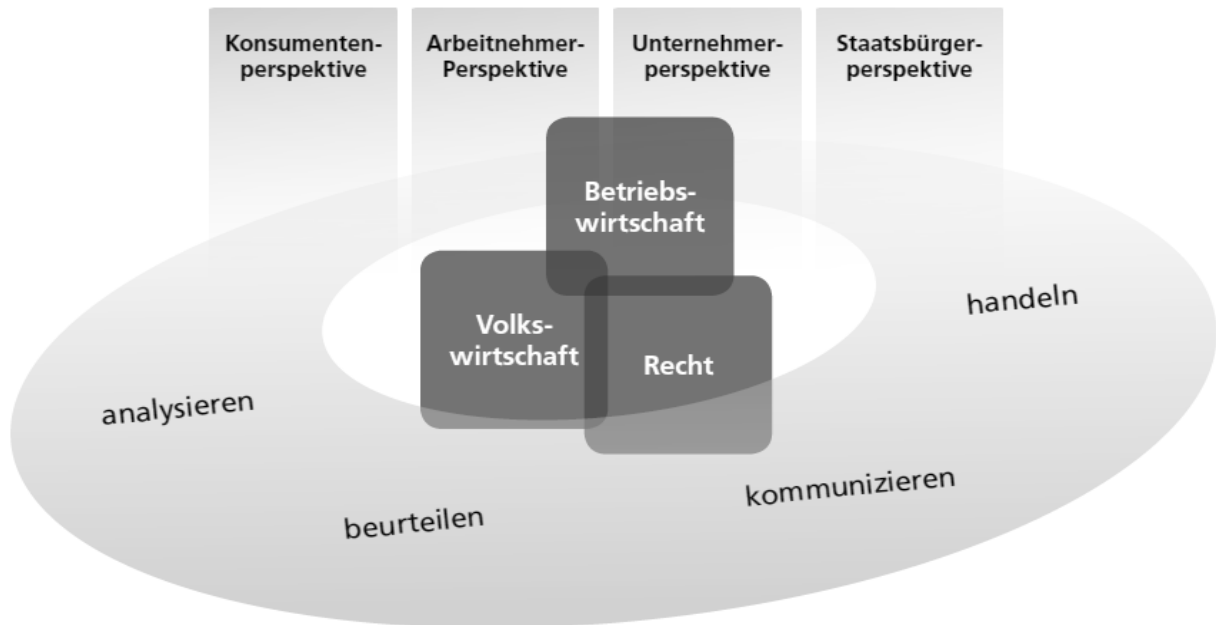 Konsumenten-
perspektive
Arbeitnehmer-
Perspektive
Unternehmer-
perspektive
Staatsbürger-
perspektive
Betriebs-
wirtschaft
Volks-
wirtschaft
Recht
handeln
analysieren
kommunizieren
beurteilen